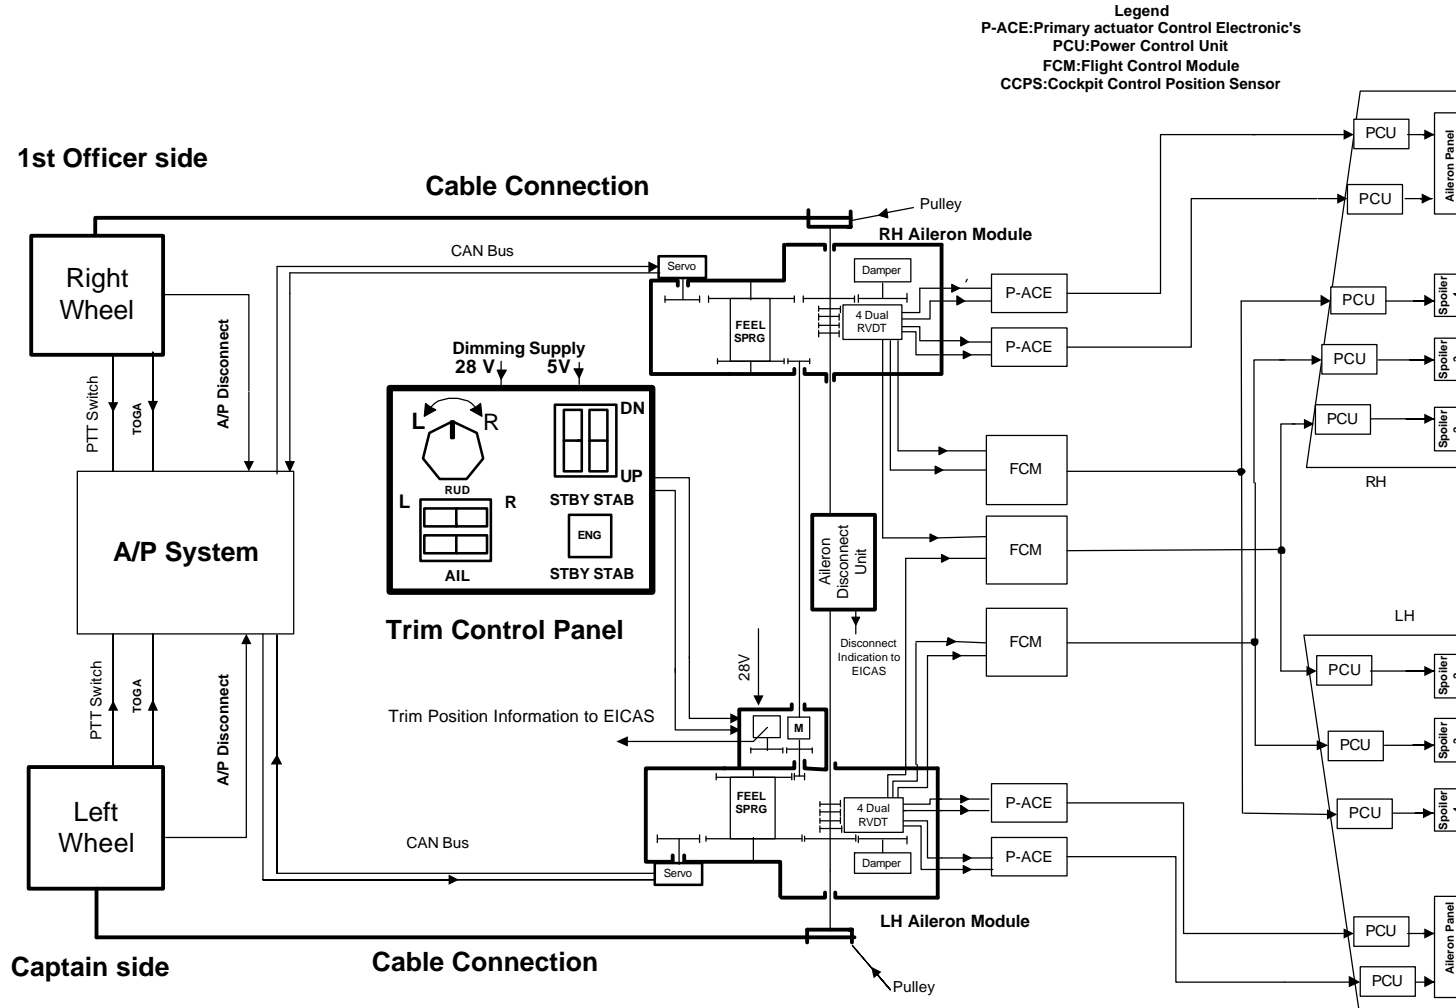 Legend
P-ACE:Primary actuator Control Electronic's
PCU:Power Control Unit
FCM:Flight Control Module
CCPS:Cockpit Control Position Sensor
1st Officer side
Cable Connection
Pulley
RH Aileron Module
CAN Bus
Right
Wheel
Servo
Damper
4 Dual
RVDT
FEEL
SPRG
P-ACE
P-ACE
PCU
PCU
Aileron Panel
PCU
Spoiler
PCU
Spoiler
PCU
Spoiler
RH
PTT Switch
TOGA
A/P Disconnect
Dimming Supply
28 V
5V
L
R
RUD
DN
UP
STBY STAB
L
R
AIL
ENG
STBY STAB
Trim Control Panel
A/P System
FCM
FCM
FCM
Aileron
Disconnect
Unit
Disconnect
Indication to
EICAS
28V
Trim Position Information to EICAS
M
LH
PCU
Spoiler
PCU
Spoiler
PCU
Spoiler
PTT Switch
TOGA
A/P Disconnect
Left
Wheel
CAN Bus
FEEL
SPRG
4 Dual
RVDT
Damper
Servo
P-ACE
P-ACE
LH Aileron Module
PCU
PCU
Aileron Panel
Captain side
Cable Connection
Pulley